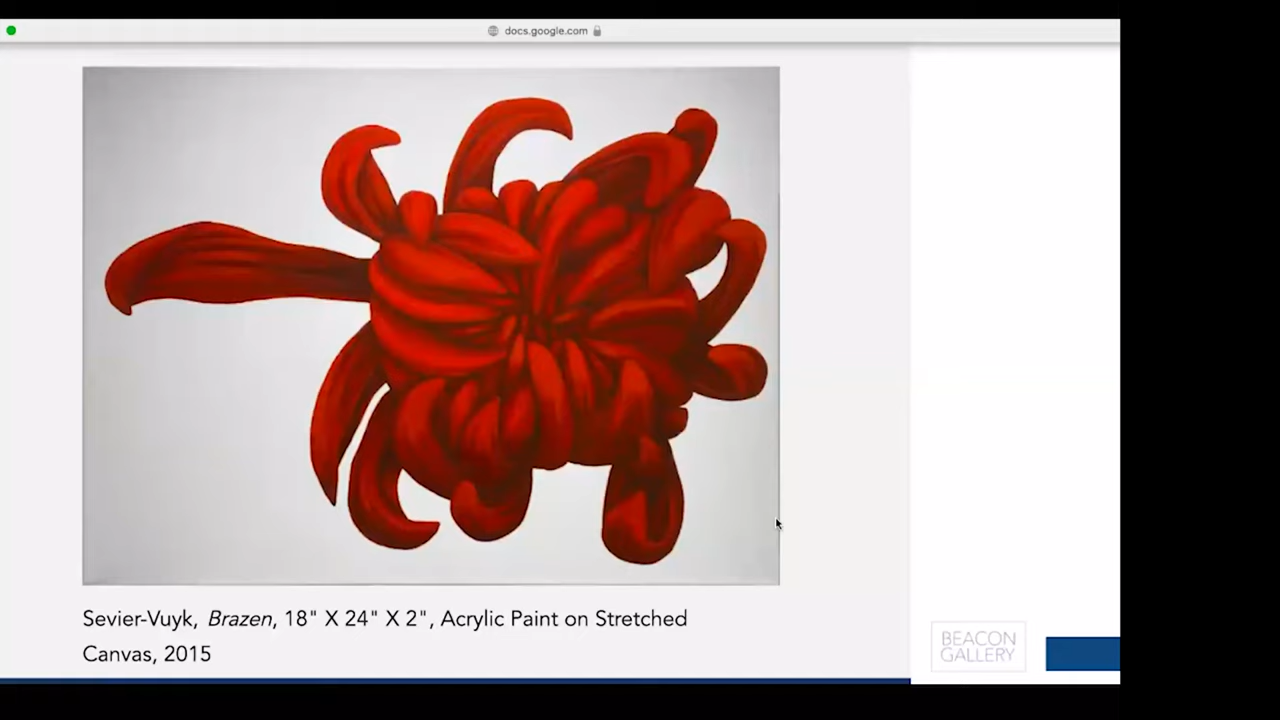 docs.google.com
Sevier-Vuyk, Brazen, 18" X 24" X 2", Acrylic Paint on Stretched
Canvas, 2015
BEACON
GALLERY